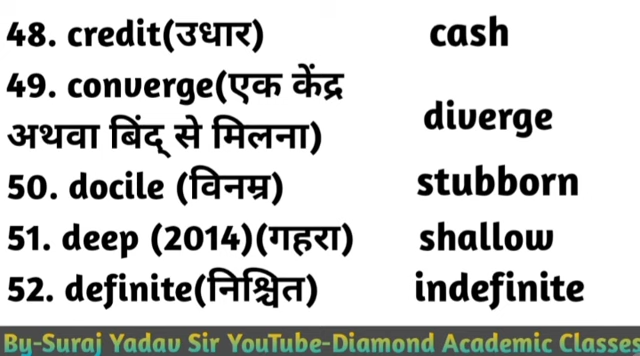 48. credit(उधार) cash
49. converge(एक केंद्र
अथवा बिंदू से मिलना) diverge
50. docile (विनम्र) stubborn
51. deep (2014)(गहरा) shallow
52. definite(निश्चित) indefinite
By-Suraj Yadav Sir YouTube-Diamond Academic Classes